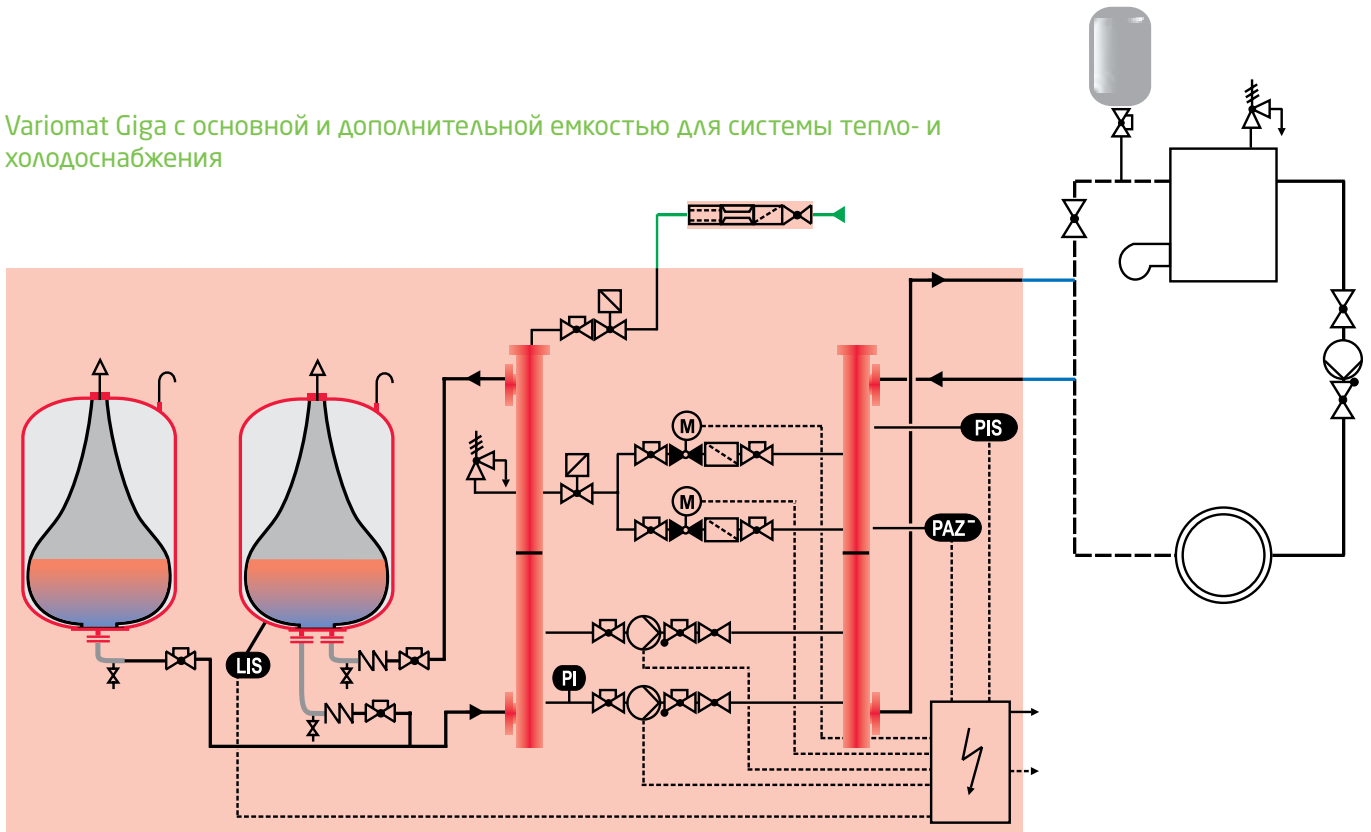 Variomat Giga с основной и дополнительной емкостью для системы тепло- и
холодоснабжения
M
PIS
M
PAZ⁻
LIS
PI